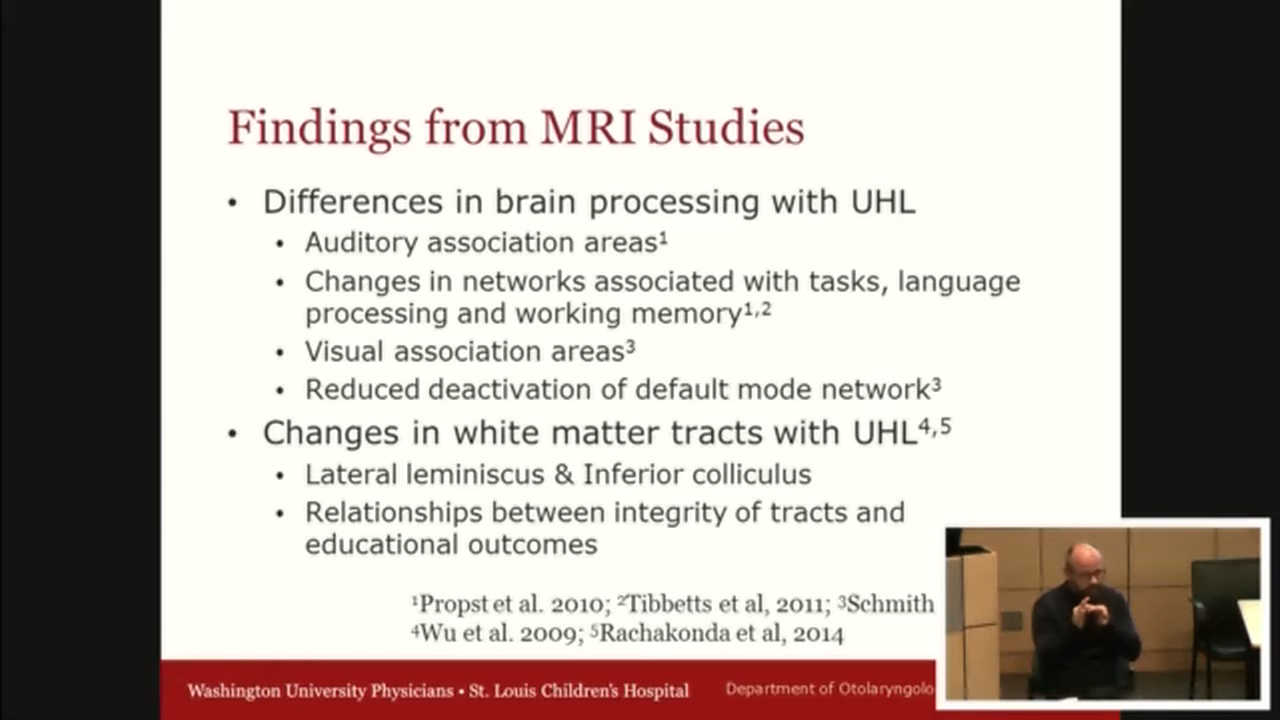 Findings from MRI Studies
• Differences in brain processing with UHL
• Auditory association areas¹
• Changes in networks associated with tasks, language
processing and working memory¹,²
• Visual association areas³
• Reduced deactivation of default mode network³
• Changes in white matter tracts with UHL⁴,⁵
• Lateral leminiscus & Inferior colliculus
• Relationships between integrity of tracts and
educational outcomes
¹Propst et al. 2010; ²Tibbetts et al, 2011; ³Schmith
⁴Wu et al. 2009; ⁵Rachakonda et al, 2014
Washington University Physicians • St. Louis Children's Hospital
Department of